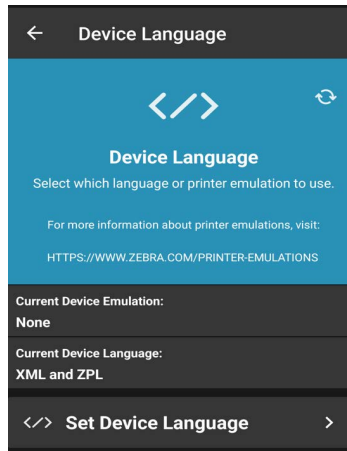 Device Language
Device Language
Select which language or printer emulation to use.
For more information about printer emulations, visit:
HTTPS://WWW.ZEBRA.COM/PRINTER-EMULATIONS
Current Device Emulation:
None
Current Device Language:
XML and ZPL
Set Device Language